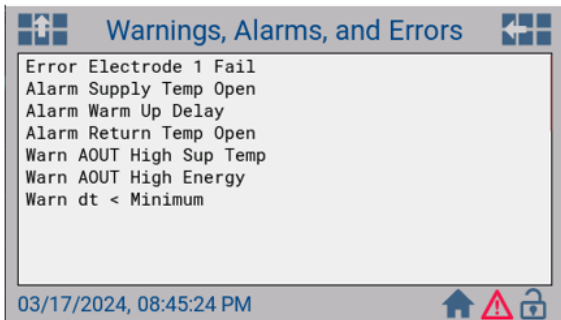 Warnings, Alarms, and Errors
Error Electrode 1 Fail
Alarm Supply Temp Open
Alarm Warm Up Delay
Alarm Return Temp Open
Warn AOUT High Sup Temp
Warn AOUT High Energy
Warn dt < Minimum
03/17/2024, 08:45:24 PM